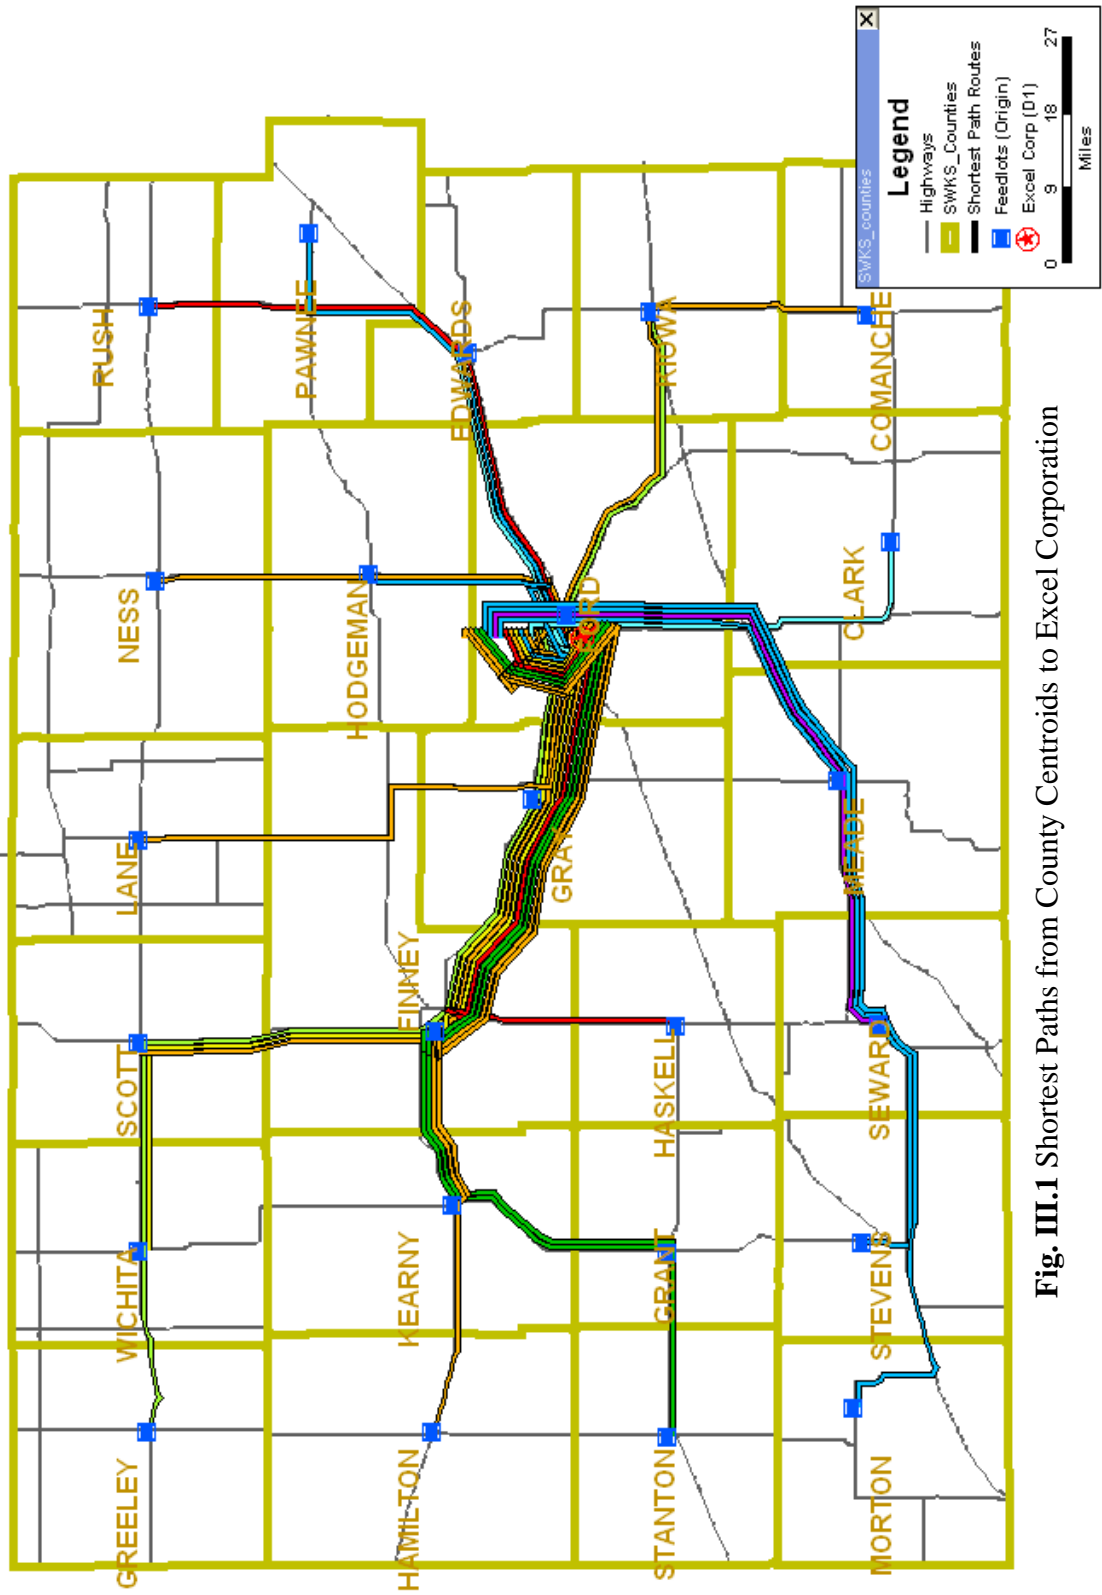 GREELEY
WICHITA
SCOTT
LANE
NESS
RUSH
HAMILTON
KEARNY
FINNEY
HODGEMAN
PAWNEE
GRAY
FORD
EDWARDS
STANTON
GRANT
HASKELL
KIOWA
MORTON
STEVENS
SEWARD
MEADE
CLARK
COMANCHE
SWKS_counties
Legend
Highways
SWKS_Counties
Shortest Path Routes
Feedlots (Origin)
Excel Corp (D1)
0 9 18 27
Miles
Fig. III.1 Shortest Paths from County Centroids to Excel Corporation